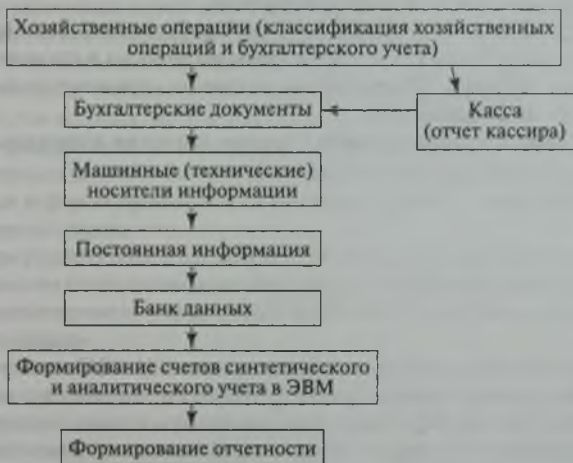 Хозяйственные операции (классификация хозяйственных
операций и бухгалтерского учета)
Бухгалтерские документы
Касса
(отчет кассира)
Машинные (технические)
носители информации
Постоянная информация
Банк данных
Формирование счетов синтетического
и аналитического учета в ЭВМ
Формирование отчетности